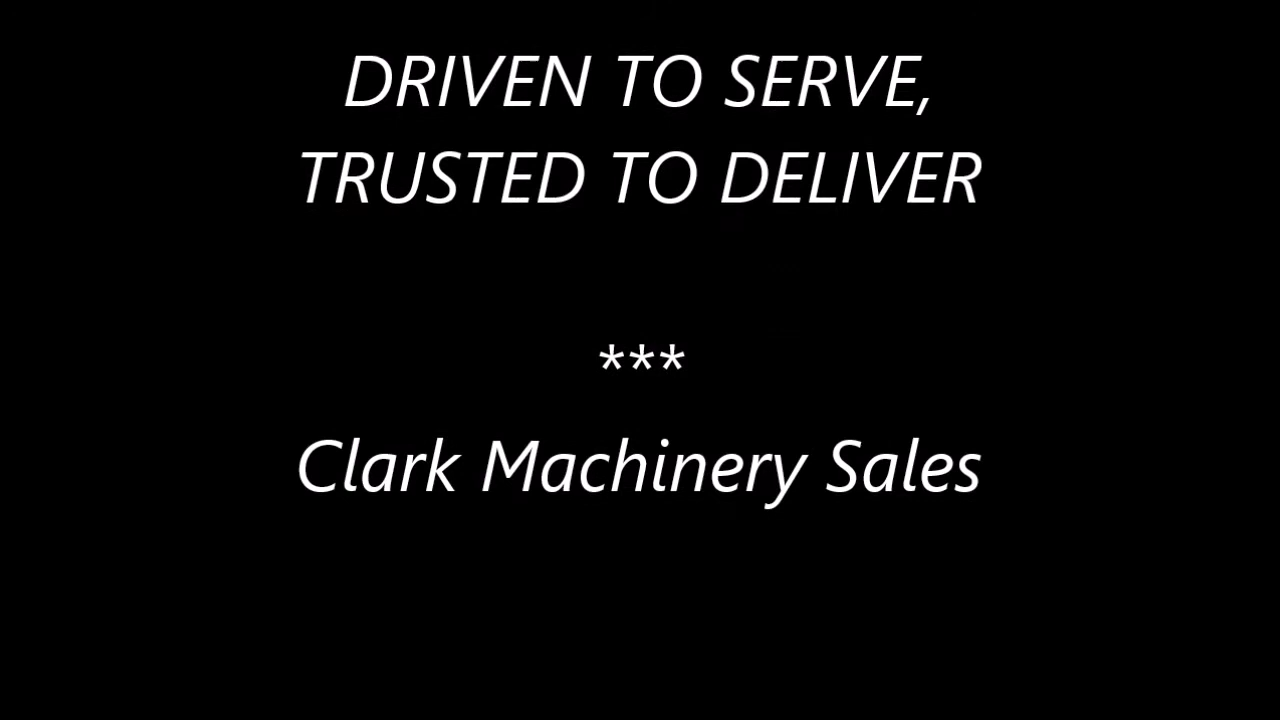 DRIVEN TO SERVE,
TRUSTED TO DELIVER
***
Clark Machinery Sales